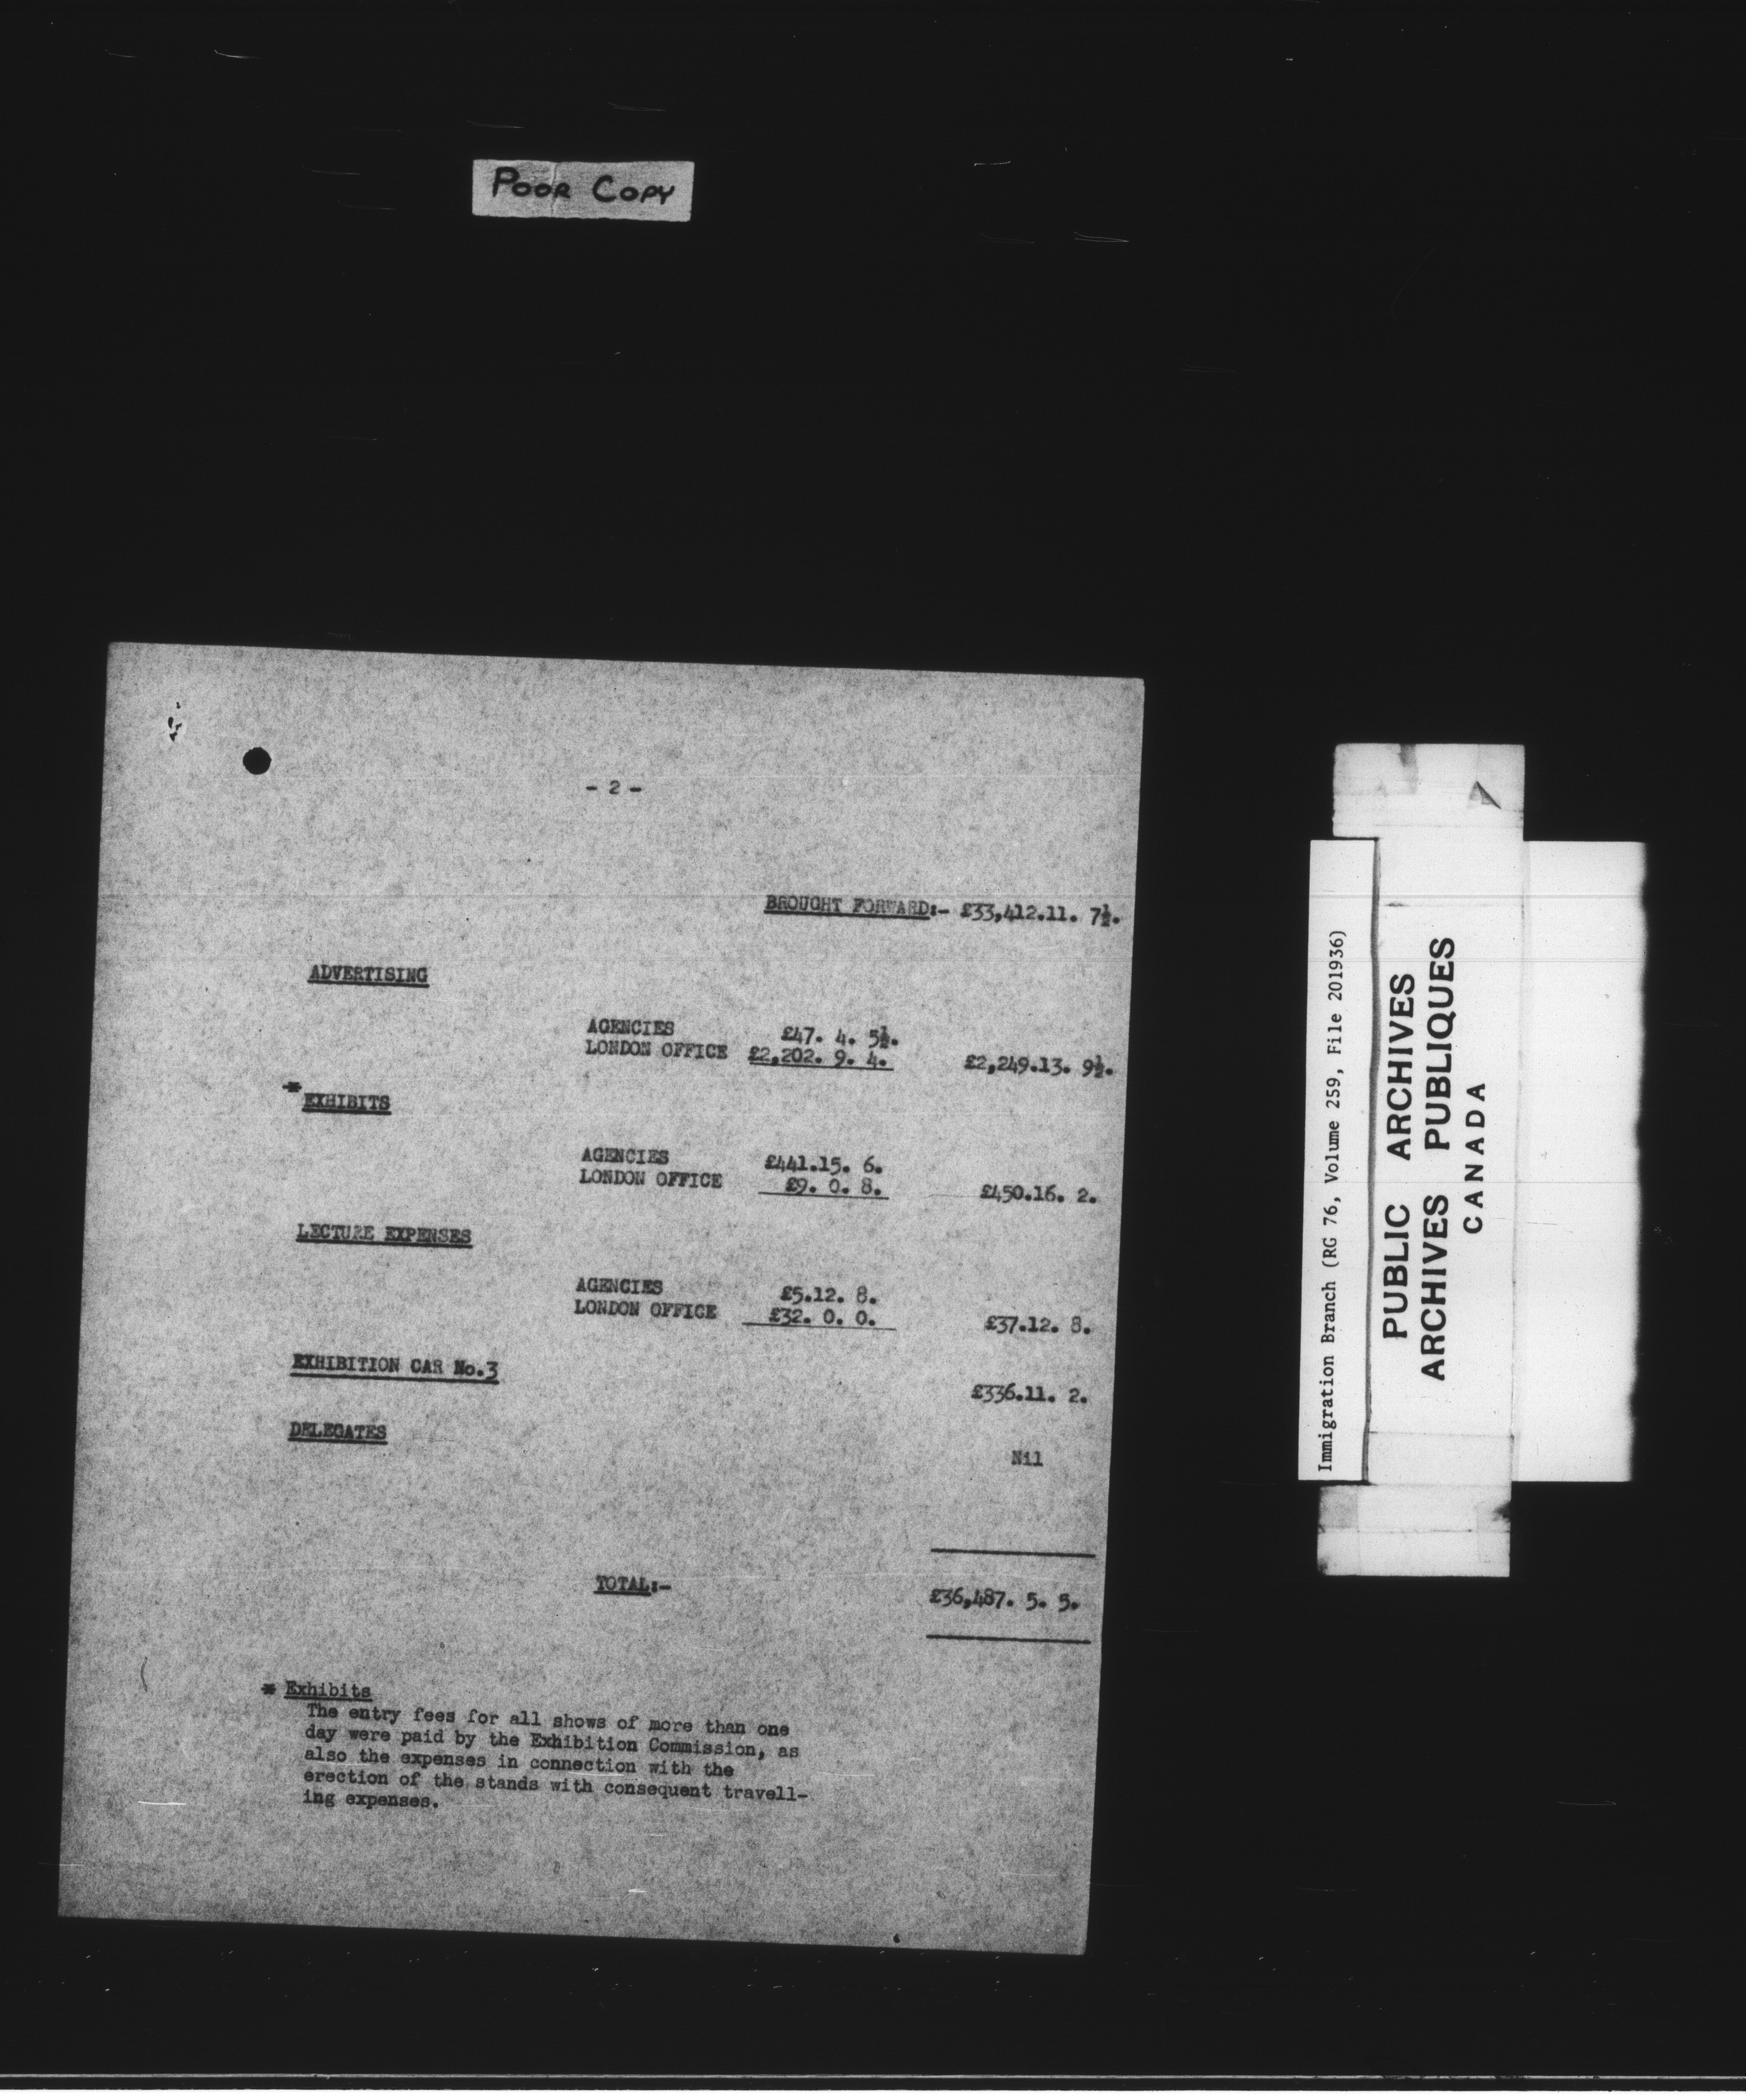 POOR COPY
- 2 -
BROUGHT FORWARD:- £33,412.11. 7½.
ADVERTISING
AGENCIES £47. 4. 5½.
LONDON OFFICE £2,202. 9. 4. £2,249.13. 9½.
* EXHIBITS
AGENCIES £441.15. 6.
LONDON OFFICE £9. 0. 8. £450.16. 2.
LECTURE EXPENSES
AGENCIES £5.12. 8.
LONDON OFFICE £32. 0. 0. £37.12. 8.
EXHIBITION CAR No.3 £336.11. 2.
DELEGATES Nil
TOTAL:- £36,487. 5. 5.
* Exhibits
The entry fees for all shows of more than one
day were paid by the Exhibition Commission, as
also the expenses in connection with the
erection of the stands with consequent travell-
ing expenses.
Immigration Branch (RG 76, Volume 259, File 201936)
PUBLIC ARCHIVES
ARCHIVES PUBLIQUES
CANADA